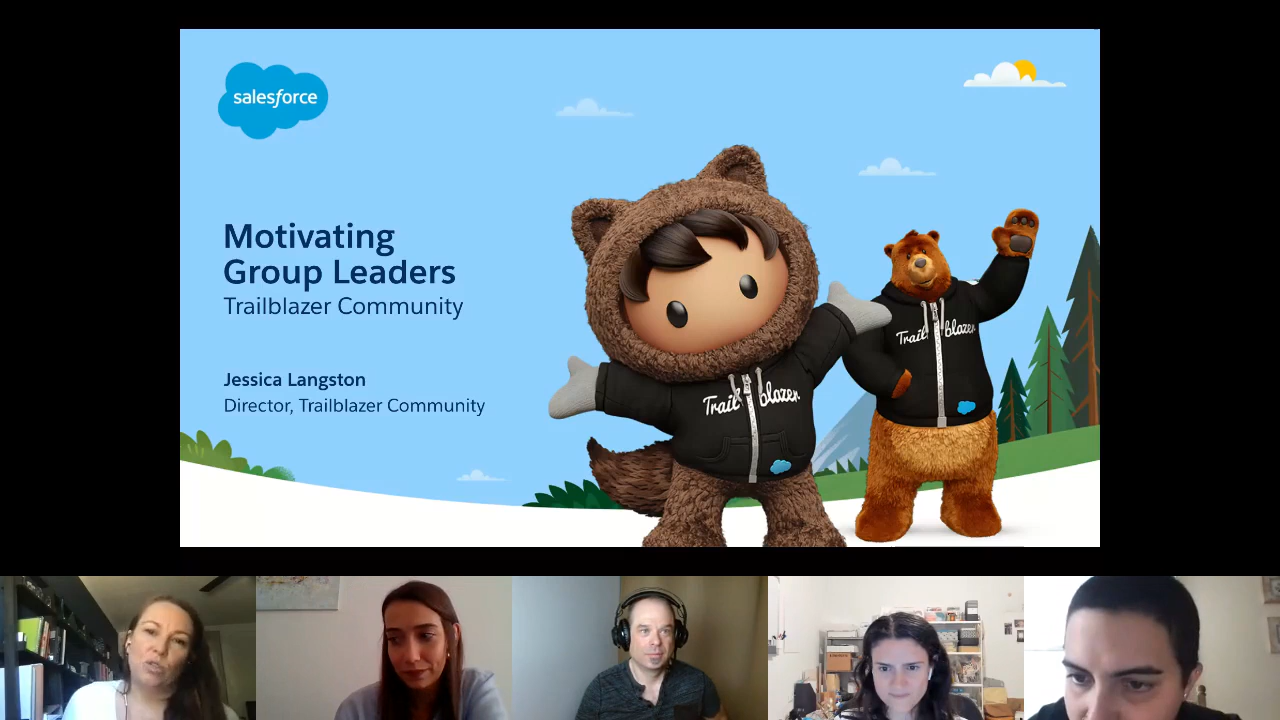 salesforce
Motivating
Group Leaders
Trailblazer Community
Jessica Langston
Director, Trailblazer Community
Trailblazer
Trailblazer